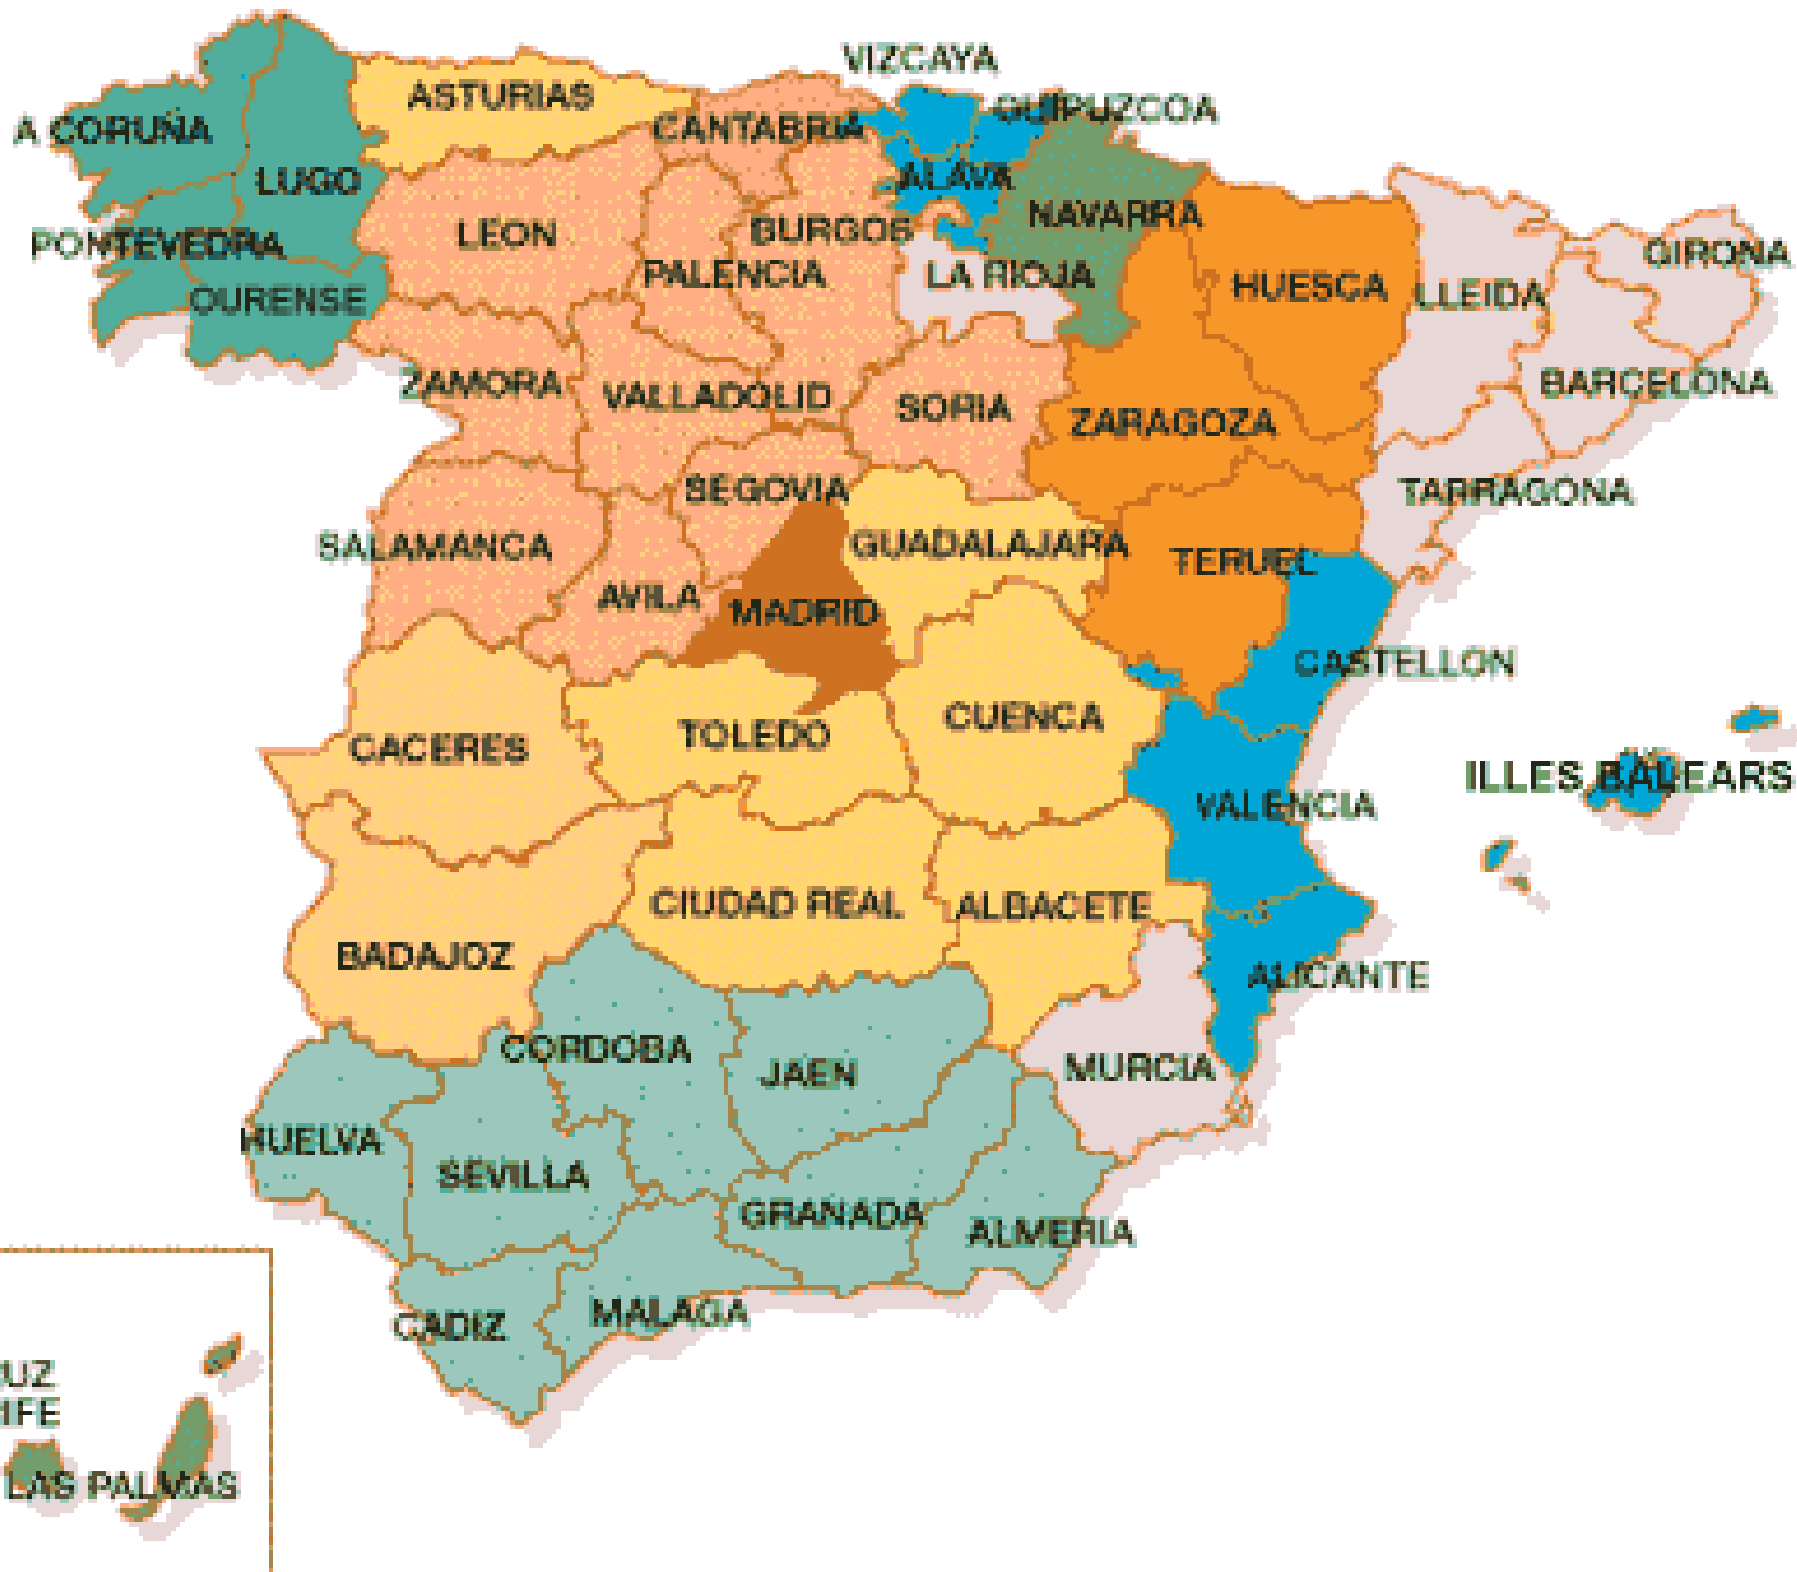 VIZCAYA
ASTURIAS
GUIPUZCOA
A CORUÑA
CANTABRIA
LUGO
ALAVA
NAVARRA
PONTEVEDRA
LEON
BURGOS
GIRONA
PALENCIA
LA RIOJA
HUESCA
LLEIDA
OURENSE
ZAMORA
VALLADOLID
SORIA
ZARAGOZA
BARCELONA
SEGOVIA
TARRAGONA
SALAMANCA
GUADALAJARA
TERUEL
AVILA
MADRID
CASTELLON
CACERES
TOLEDO
CUENCA
ILLES BALEARS
VALENCIA
CIUDAD REAL
ALBACETE
BADAJOZ
ALICANTE
CORDOBA
JAEN
MURCIA
HUELVA
SEVILLA
GRANADA
ALMERIA
CADIZ
MALAGA
UZ
IFE
LAS PALMAS